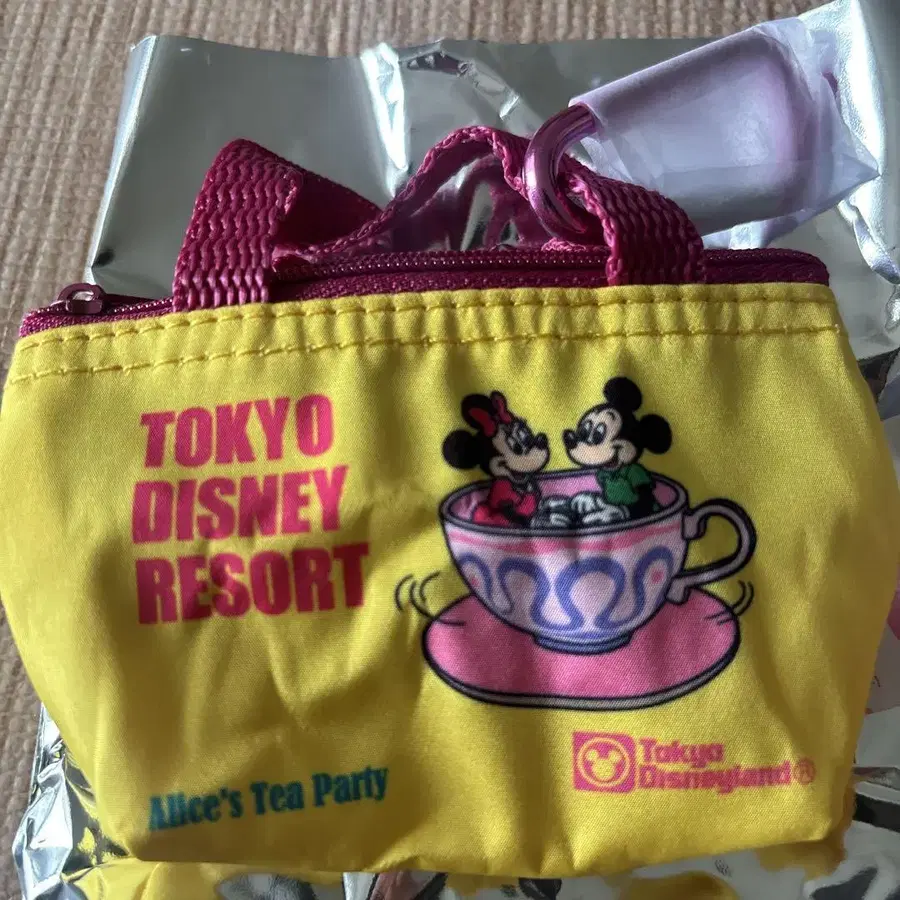 TOKYO
DISNEY
RESORT
Alice's Tea Party
Tokyo
Disneyland®